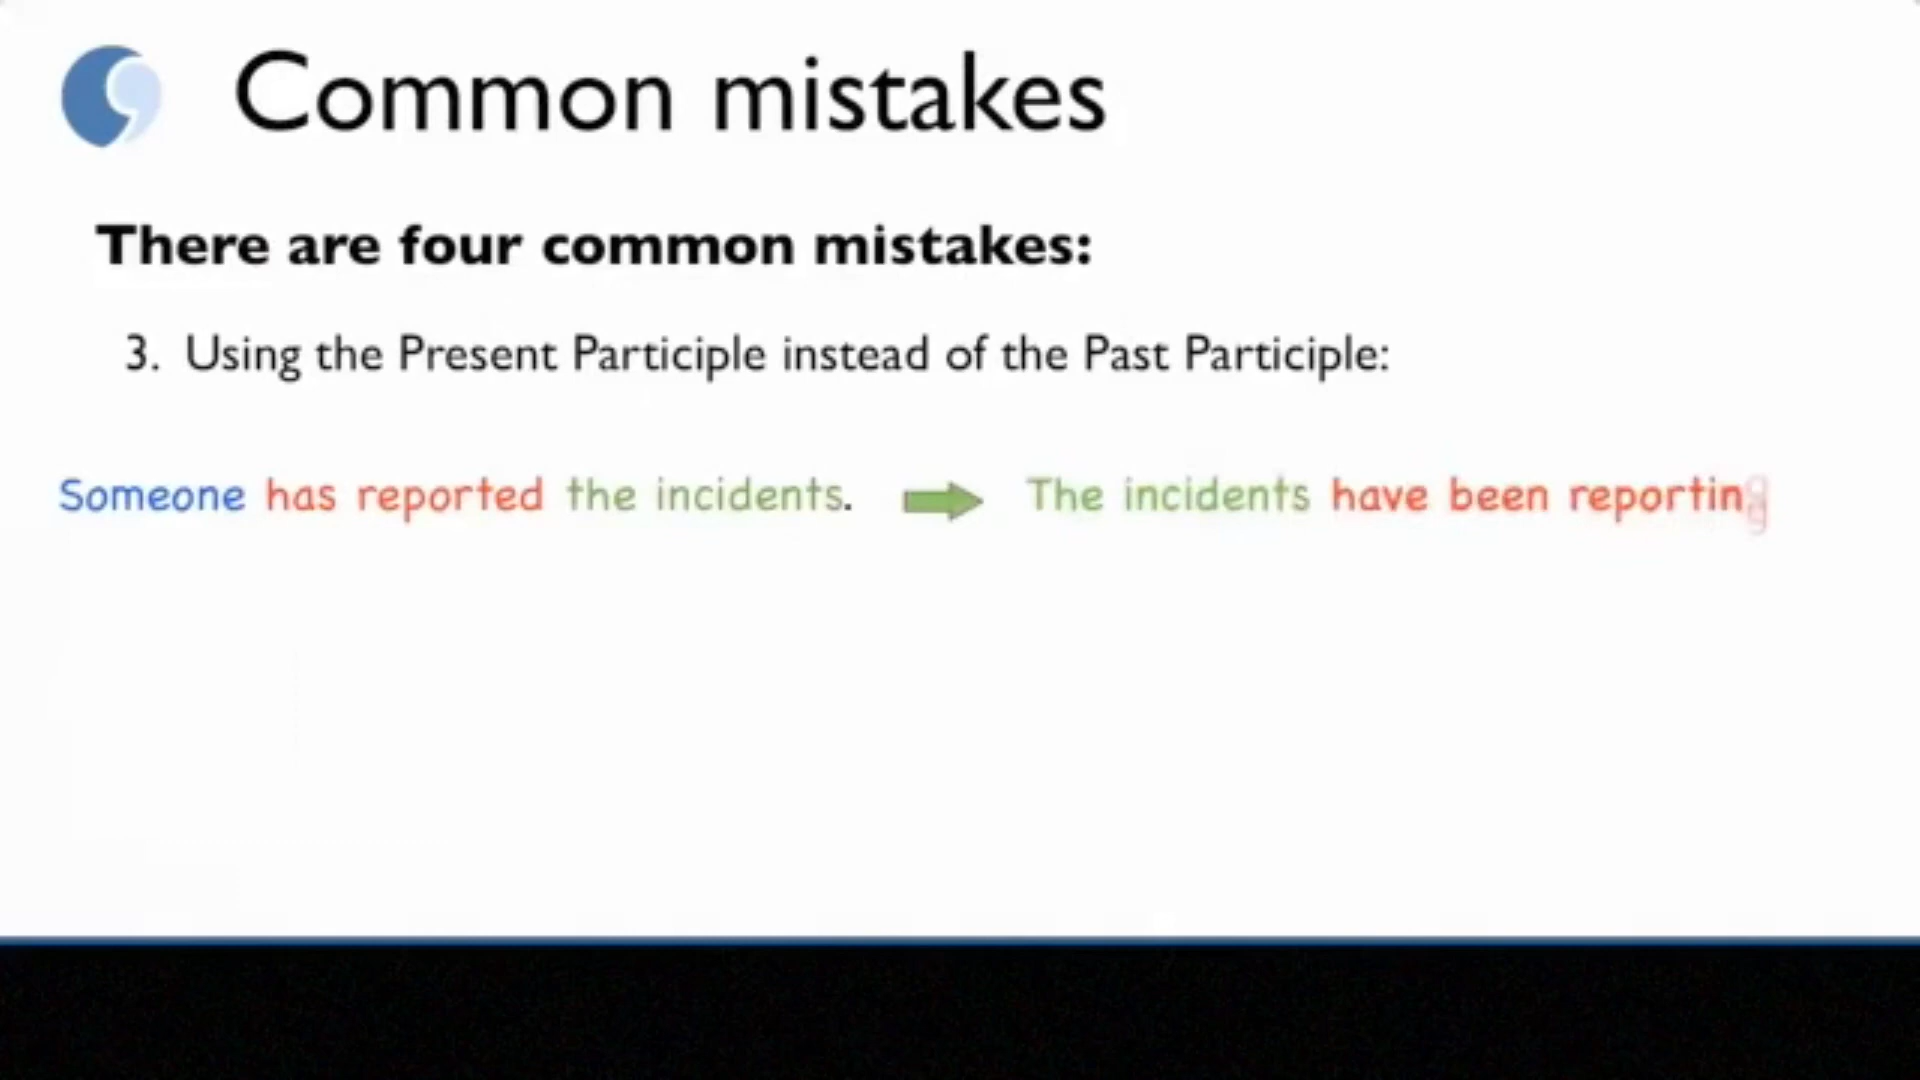 Common mistakes
There are four common mistakes:
3. Using the Present Participle instead of the Past Participle:
Someone has reported the incidents. The incidents have been reporting